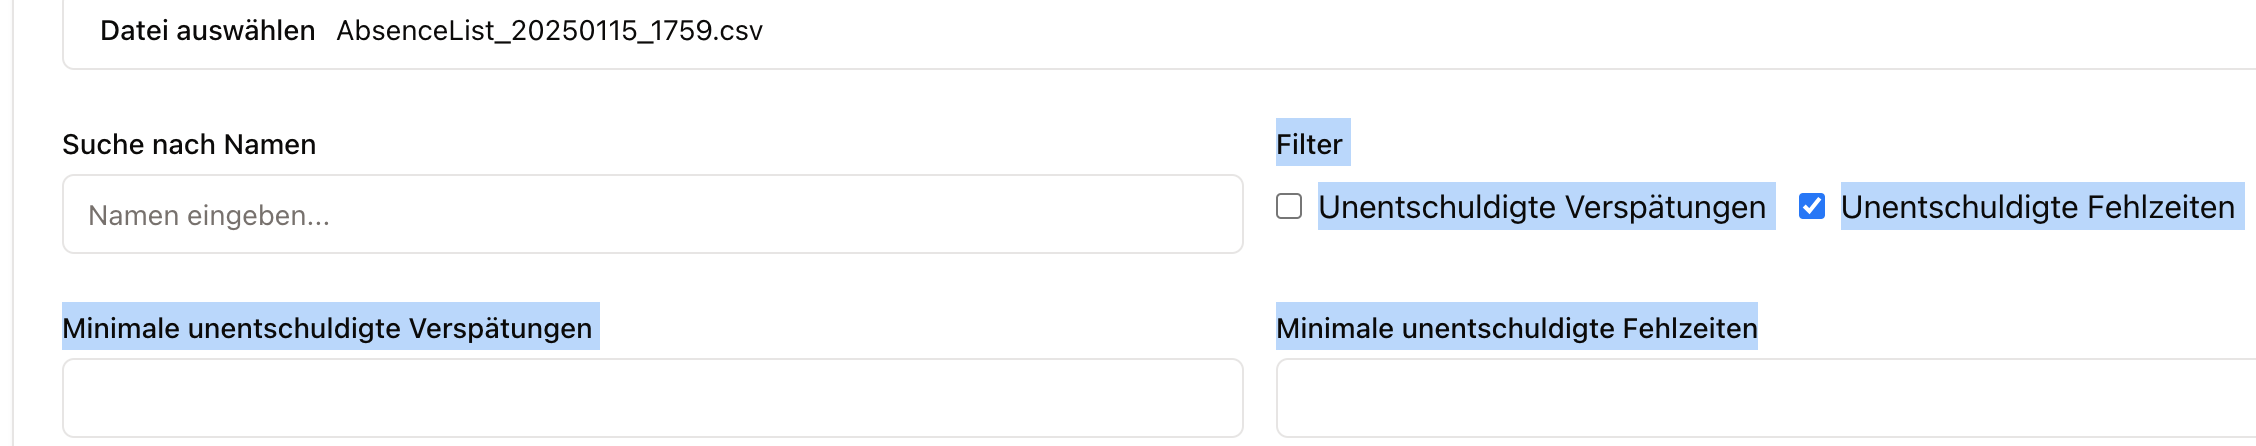 Datei auswählen AbsenceList_20250115_1759.csv
Suche nach Namen
Namen eingeben...
Filter
Unentschuldigte Verspätungen Unentschuldigte Fehlzeiten
Minimale unentschuldigte Verspätungen
Minimale unentschuldigte Fehlzeiten